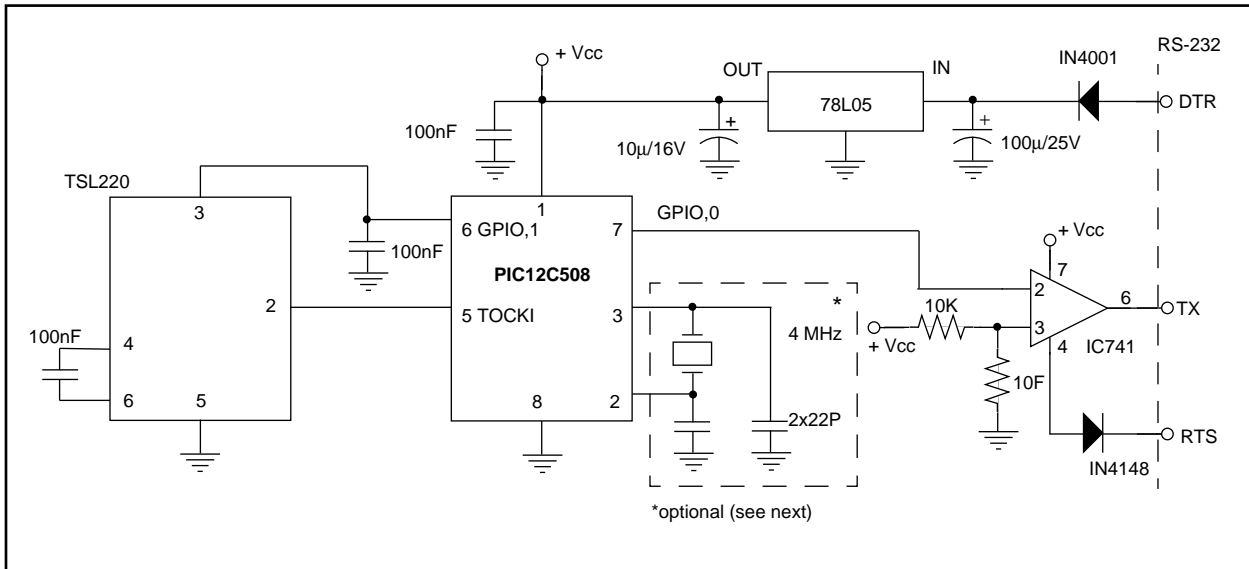 + Vcc
RS-232
OUT
IN
IN4001
78L05
DTR
100nF
+
10µ/16V
+
100µ/25V
TSL220
3
1
GPIO,0
6 GPIO,1
7
100nF
PIC12C508
+ Vcc
7
2
2
5 TOCKI
3
*
10K
3
6
TX
4 MHz
+ Vcc
4
IC741
100nF
4
10F
6
5
8
2
2x22P
RTS
IN4148
*optional (see next)